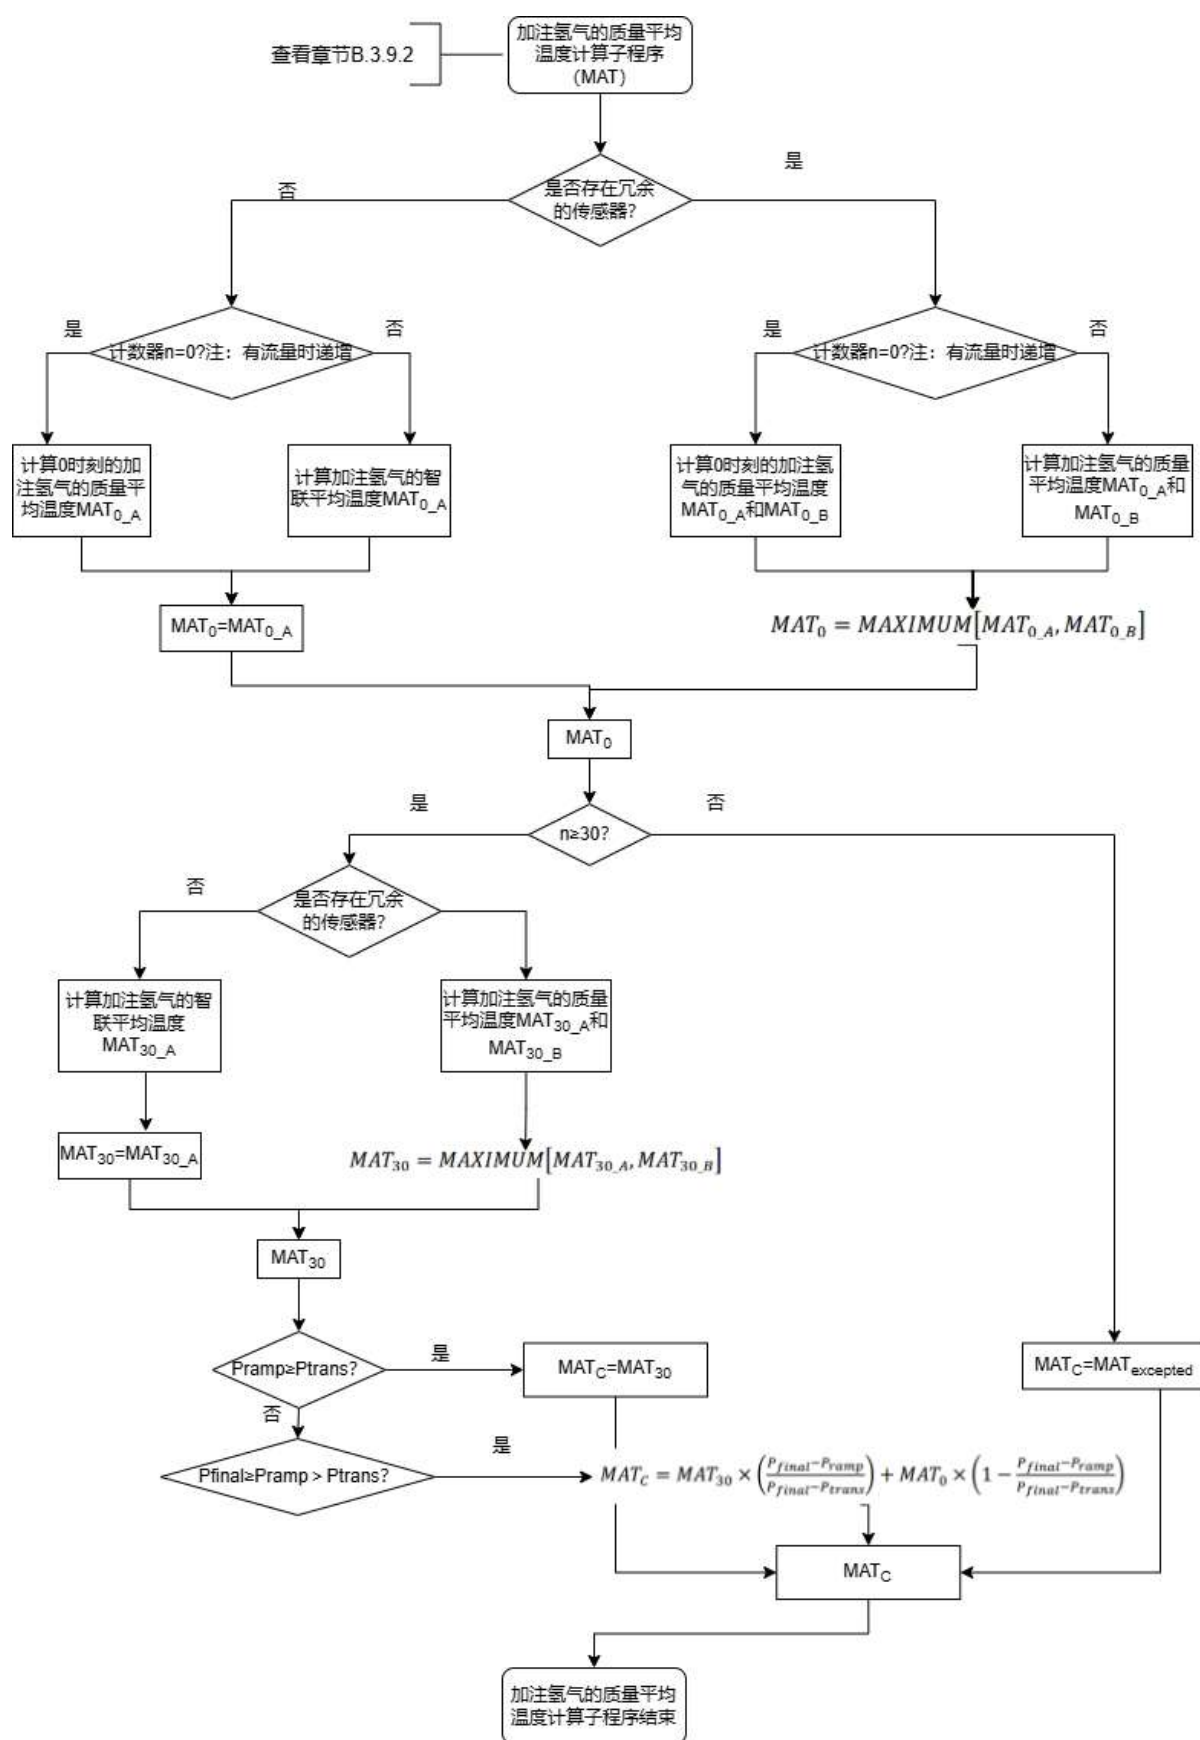 查看章节B.3.9.2
加注氢气的质量平均
温度计算子程序
（MAT）
是否存在冗余
的传感器？
否
是
计数器n=0?注：有流量时递增
是
否
计数器n=0?注：有流量时递增
是
否
计算0时刻的加
注氢气的质量平
均温度MAT0_A
计算加注氢气的智
联平均温度MAT0_A
计算0时刻的加注氢
气的质量平均温度
MAT0_A和MAT0_B
计算加注氢气的质量
平均温度MAT0_A和
MAT0_B
MAT0=MAT0_A
MAT0 = MAXIMUM[MAT0_A, MAT0_B]
MAT0
n≥30?
是
否
是否存在冗余
的传感器？
否
计算加注氢气的智
联平均温度
MAT30_A
计算加注氢气的质量
平均温度MAT30_A和
MAT30_B
MAT30=MAT30_A
MAT30 = MAXIMUM[MAT30_A, MAT30_B]
MAT30
Pramp≥Ptrans？
是
MATC=MAT30
MATC=MATexcepted
否
Pfinal≥Pramp＞Ptrans？
是
MATC = MAT30 × (Pfinal−Pramp / Pfinal−Ptrans) + MAT0 × (1 − Pfinal−Pramp / Pfinal−Ptrans)
MATC
加注氢气的质量平均
温度计算子程序结束